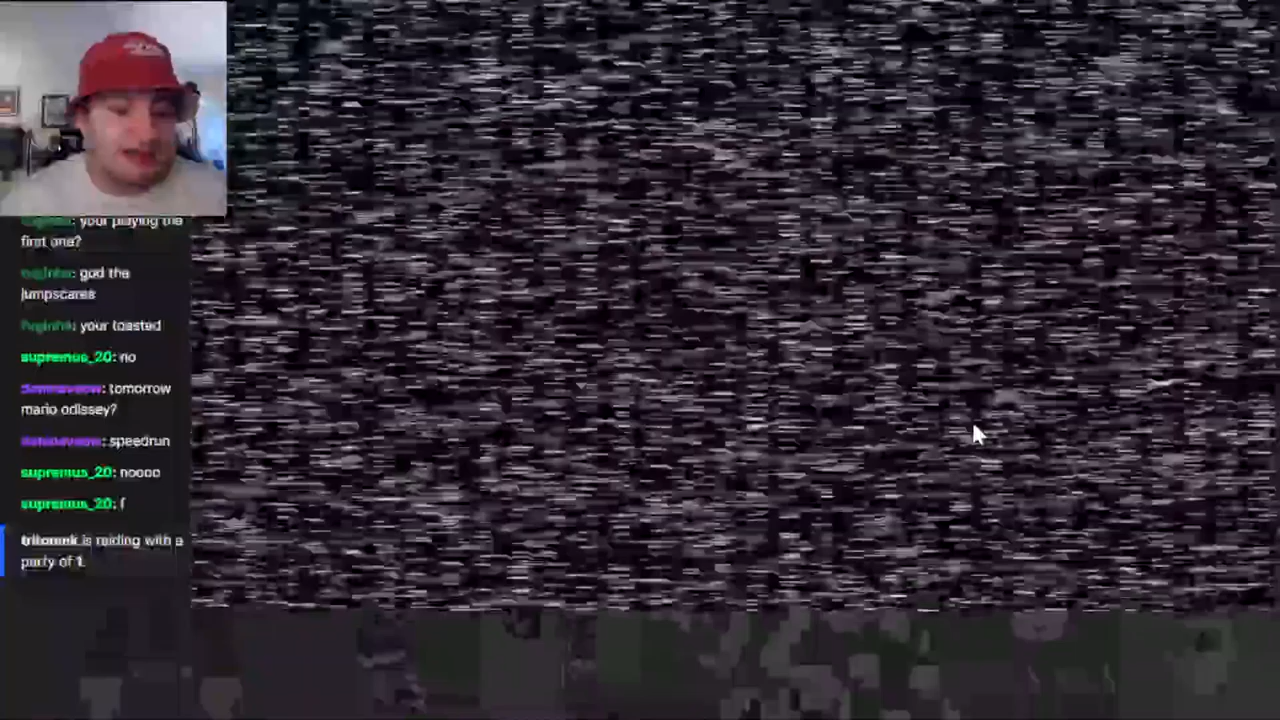 your playing the
first one?
god the
jumpscares
your toasted
supremus_20: no
tomorrow
mario odissey?
speedrun
supremus_20: noooo
supremus_20: f
is raiding with a
party of 1.